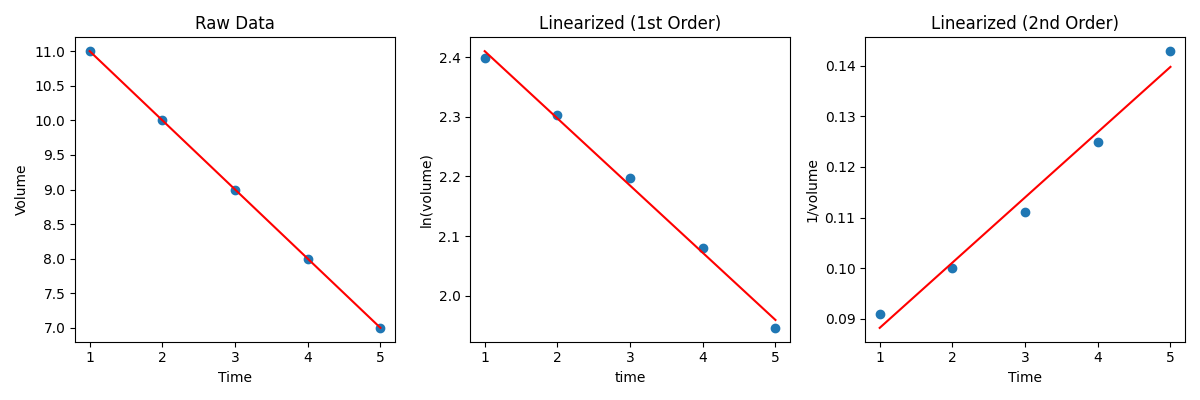 Raw Data
11.0
10.5
10.0
9.5
9.0
8.5
8.0
7.5
7.0
Volume
1 2 3 4 5
Time
Linearized (1st Order)
2.4
2.3
2.2
2.1
2.0
ln(volume)
1 2 3 4 5
time
Linearized (2nd Order)
0.14
0.13
0.12
0.11
0.10
0.09
1/volume
1 2 3 4 5
Time